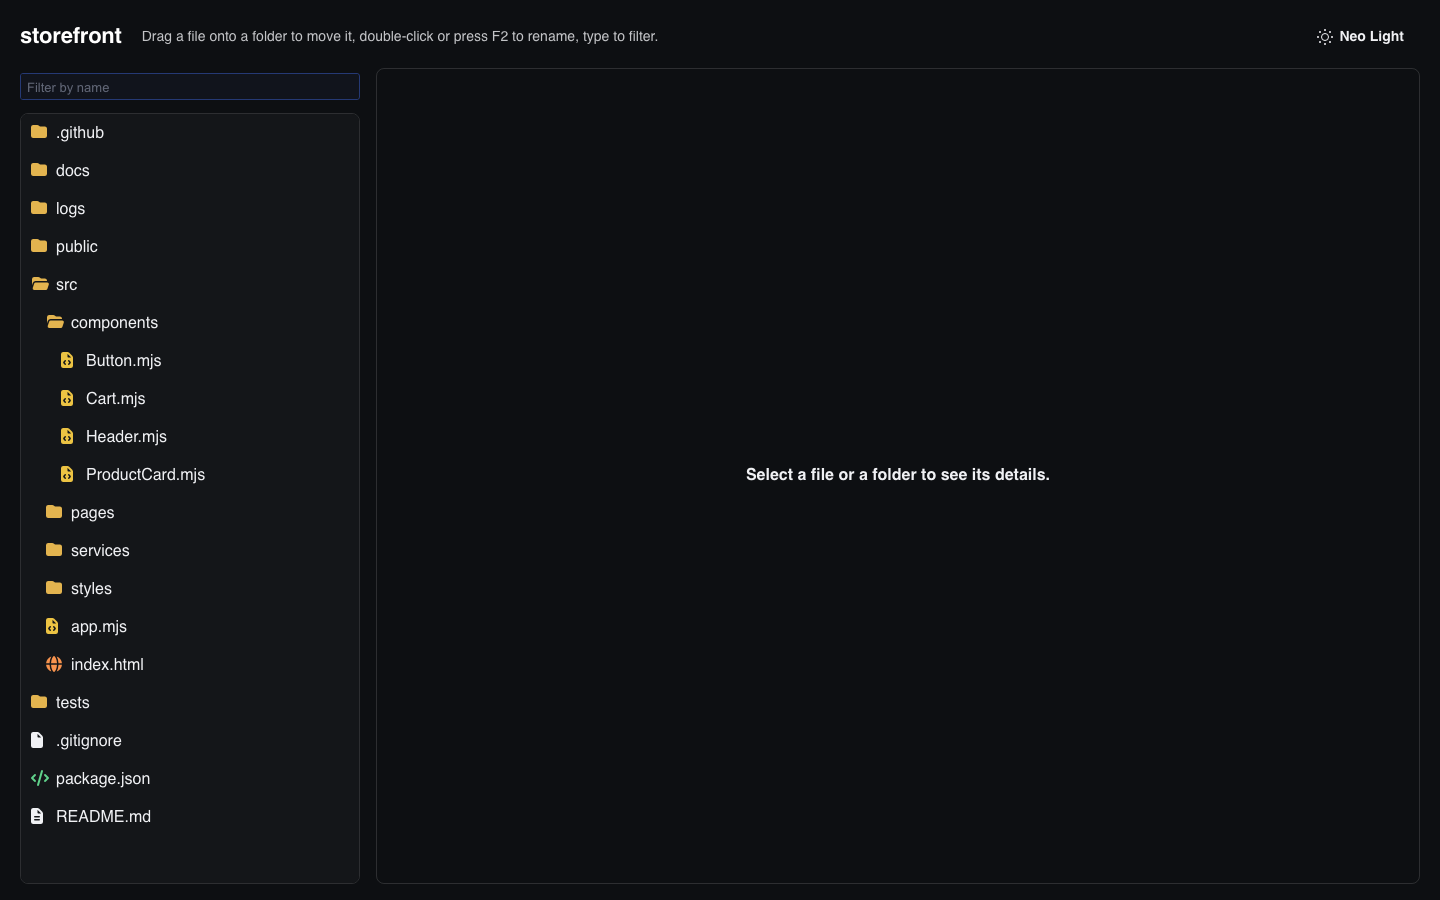 storefront
Drag a file onto a folder to move it, double-click or press F2 to rename, type to filter.
Neo Light
Filter by name
.github
docs
logs
public
src
components
Button.mjs
Cart.mjs
Header.mjs
ProductCard.mjs
pages
services
styles
app.mjs
index.html
tests
.gitignore
package.json
README.md
Select a file or a folder to see its details.